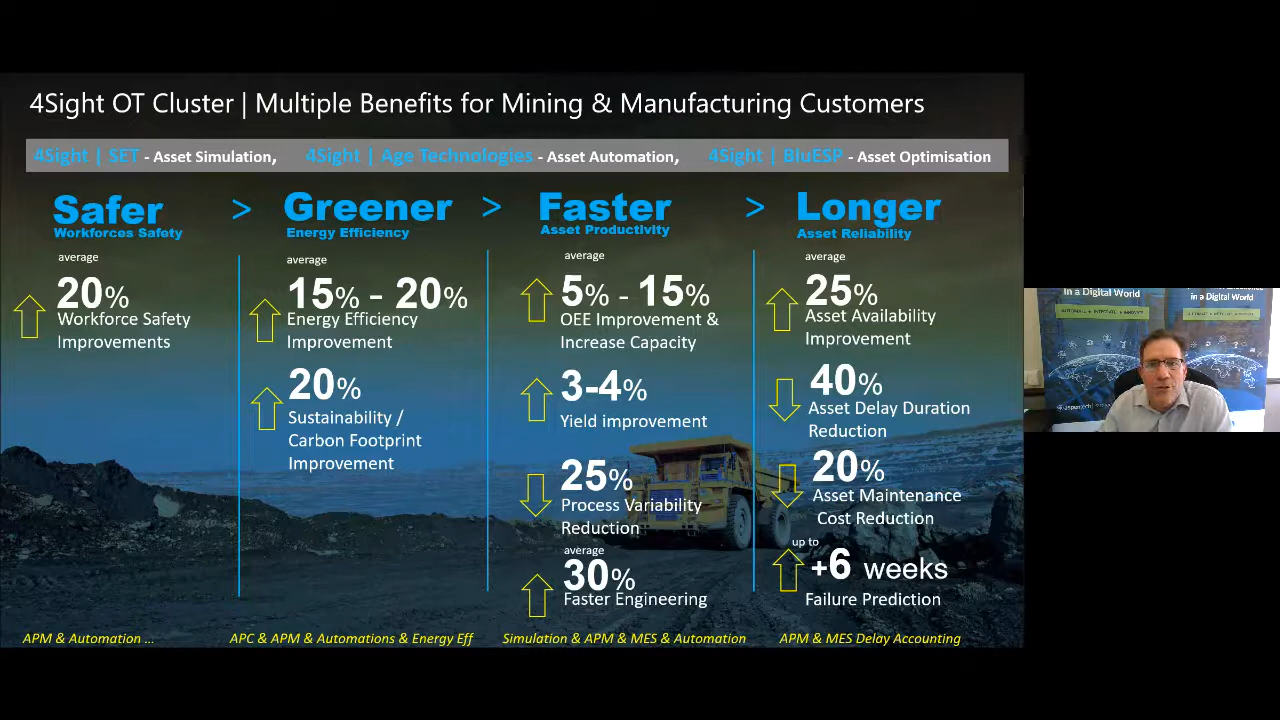 4Sight OT Cluster | Multiple Benefits for Mining & Manufacturing Customers
4Sight | SET - Asset Simulation, 4Sight | Age Technologies - Asset Automation, 4Sight | BluESP - Asset Optimisation
Safer > Greener > Faster > Longer
Workforces Safety
Energy Efficiency
Asset Productivity
Asset Reliability
average
20%
Workforce Safety
Improvements
average
15% - 20%
Energy Efficiency
Improvement
20%
Sustainability /
Carbon Footprint
Improvement
average
5% - 15%
OEE Improvement &
Increase Capacity
3-4%
Yield improvement
25%
Process Variability
Reduction
average
30%
Faster Engineering
average
25%
Asset Availability
Improvement
40%
Asset Delay Duration
Reduction
20%
Asset Maintenance
Cost Reduction
up to
+6 weeks
Failure Prediction
APM & Automation ...
APC & APM & Automations & Energy Eff
Simulation & APM & MES & Automation
APM & MES Delay Accounting
in a Digital World
in a Digital World